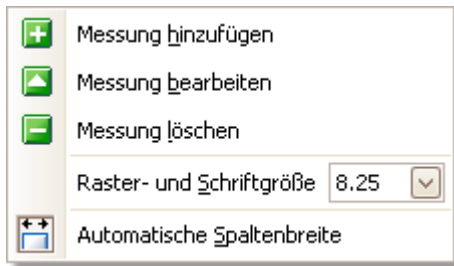 Messung hinzufügen
Messung bearbeiten
Messung löschen
Raster- und Schriftgröße 8.25
Automatische Spaltenbreite